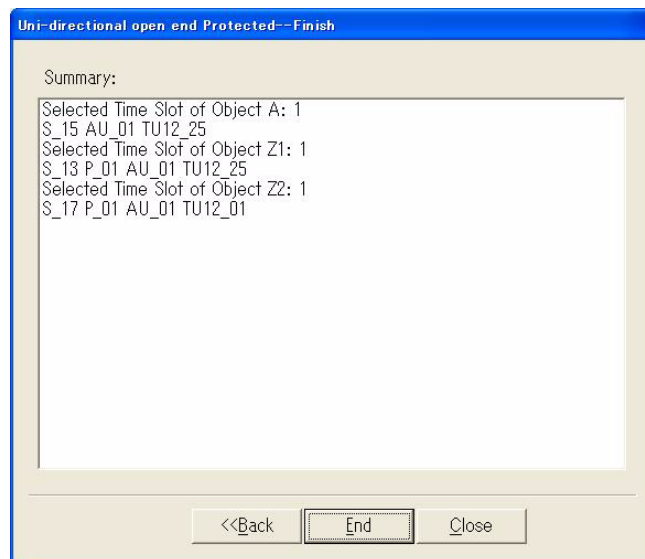 Uni-directional open end Protected--Finish
Summary:
Selected Time Slot of Object A: 1
S_15 AU_01 TU12_25
Selected Time Slot of Object Z1: 1
S_13 P_01 AU_01 TU12_25
Selected Time Slot of Object Z2: 1
S_17 P_01 AU_01 TU12_01
<<Back End Close